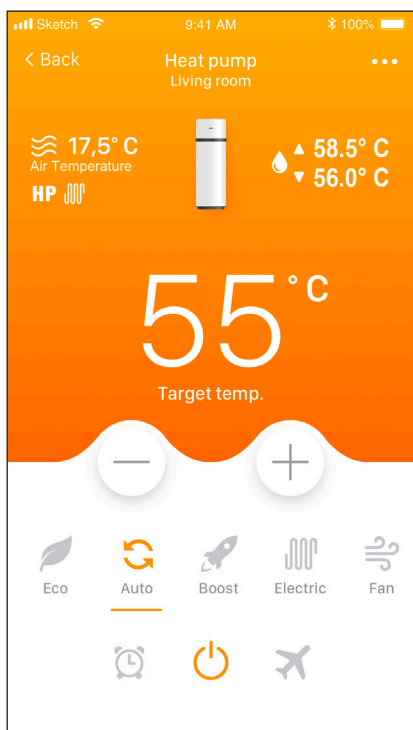 Sketch 9:41 AM 100%
< Back Heat pump •••
Living room
17,5° C
Air Temperature
HP
▲ 58.5° C
▼ 56.0° C
55 °C
Target temp.
Eco Auto Boost Electric Fan